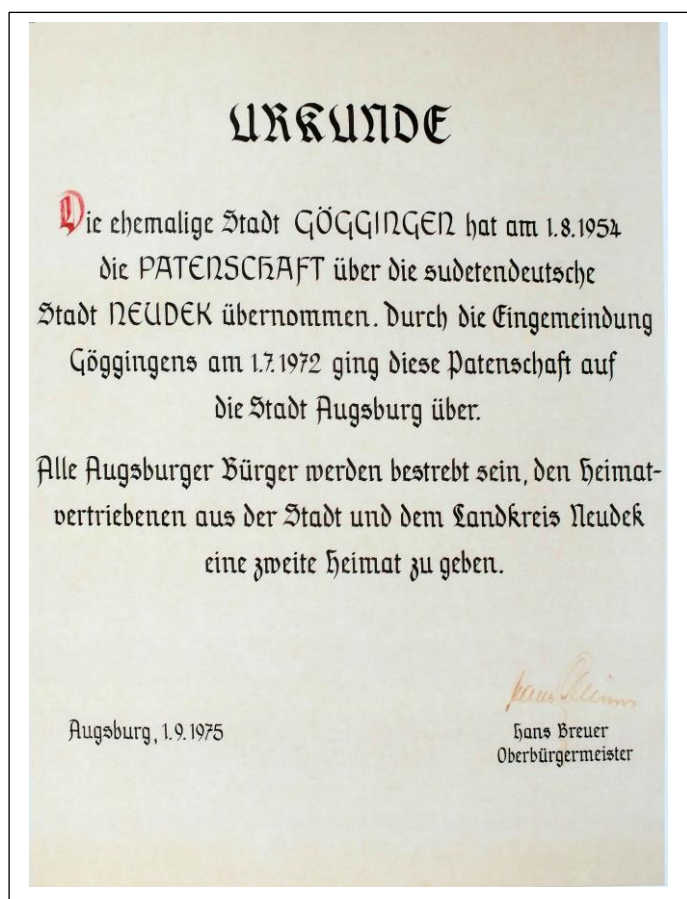 URKUNDE
Die ehemalige Stadt GÖGGINGEN hat am 1.8.1954
die PATENSCHAFT über die sudetendeutsche
Stadt NEUDEK übernommen. Durch die Eingemeindung
Göggingens am 1.7.1972 ging diese Patenschaft auf
die Stadt Augsburg über.
Alle Augsburger Bürger werden bestrebt sein, den Heimat-
vertriebenen aus der Stadt und dem Landkreis Neudek
eine zweite Heimat zu geben.
Augsburg, 1.9.1975
Hans Breuer
Oberbürgermeister